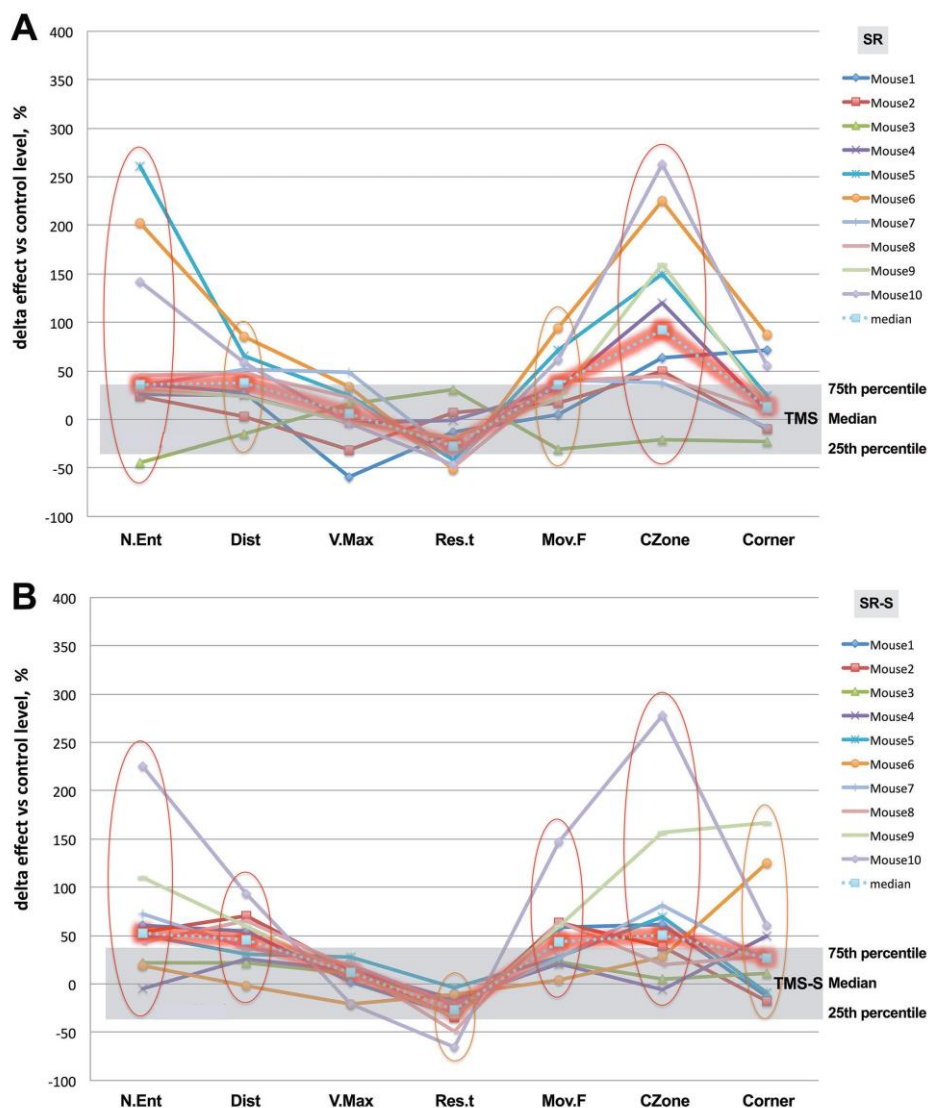 A
SR
delta effect vs control level, %
400
350
300
250
200
150
100
50
0
-50
-100
N.Ent Dist V.Max Res.t Mov.F CZone Corner
Mouse1
Mouse2
Mouse3
Mouse4
Mouse5
Mouse6
Mouse7
Mouse8
Mouse9
Mouse10
median
75th percentile
TMS Median
25th percentile
B
SR-S
delta effect vs control level, %
400
350
300
250
200
150
100
50
0
-50
-100
N.Ent Dist V.Max Res.t Mov.F CZone Corner
Mouse1
Mouse2
Mouse3
Mouse4
Mouse5
Mouse6
Mouse7
Mouse8
Mouse9
Mouse10
median
75th percentile
TMS-S Median
25th percentile